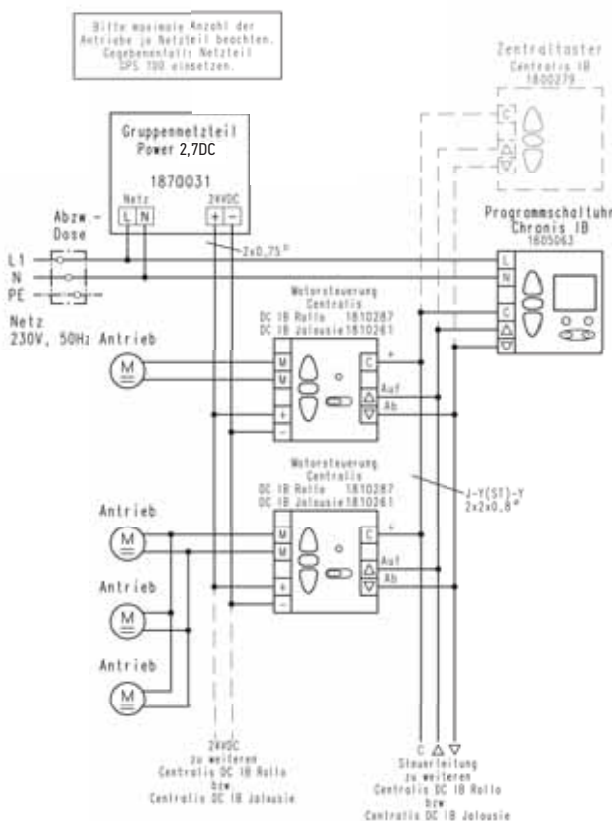 Bitte maximale Anzahl der
Antriebe je Netzteil beachten.
Gegebenenfalls Netzteil
GPS 100 einsetzen.
Zentraltaster
Centralis IB
1800279
C
Gruppennetzteil
Power 2,7DC
1870031
Netz
24VDC
L N + -
2x0,75²
Abzw -
Dose
L1
N
PE
Netz
230V, 50Hz
Programmschaltuhr
Chronis IB
1805063
L
N
C
Motorsteuerung
Centralis
DC IB Rollo 1810287
DC IB Jalousie 1810261
Antrieb
M
M
M
+
-
C
+
Auf
Ab
Motorsteuerung
Centralis
DC IB Rollo 1810287
DC IB Jalousie 1810261
J-Y(ST)-Y
2x2x0,8
Antrieb
M
M
M
+
-
C
+
Auf
Ab
Antrieb
M
Antrieb
M
24VDC
zu weiteren
Centralis DC IB Rollo
bzw
Centralis DC IB Jalousie
C
Steuerleitung
zu weiteren
Centralis DC IB Rollo
bzw
Centralis DC IB Jalousie